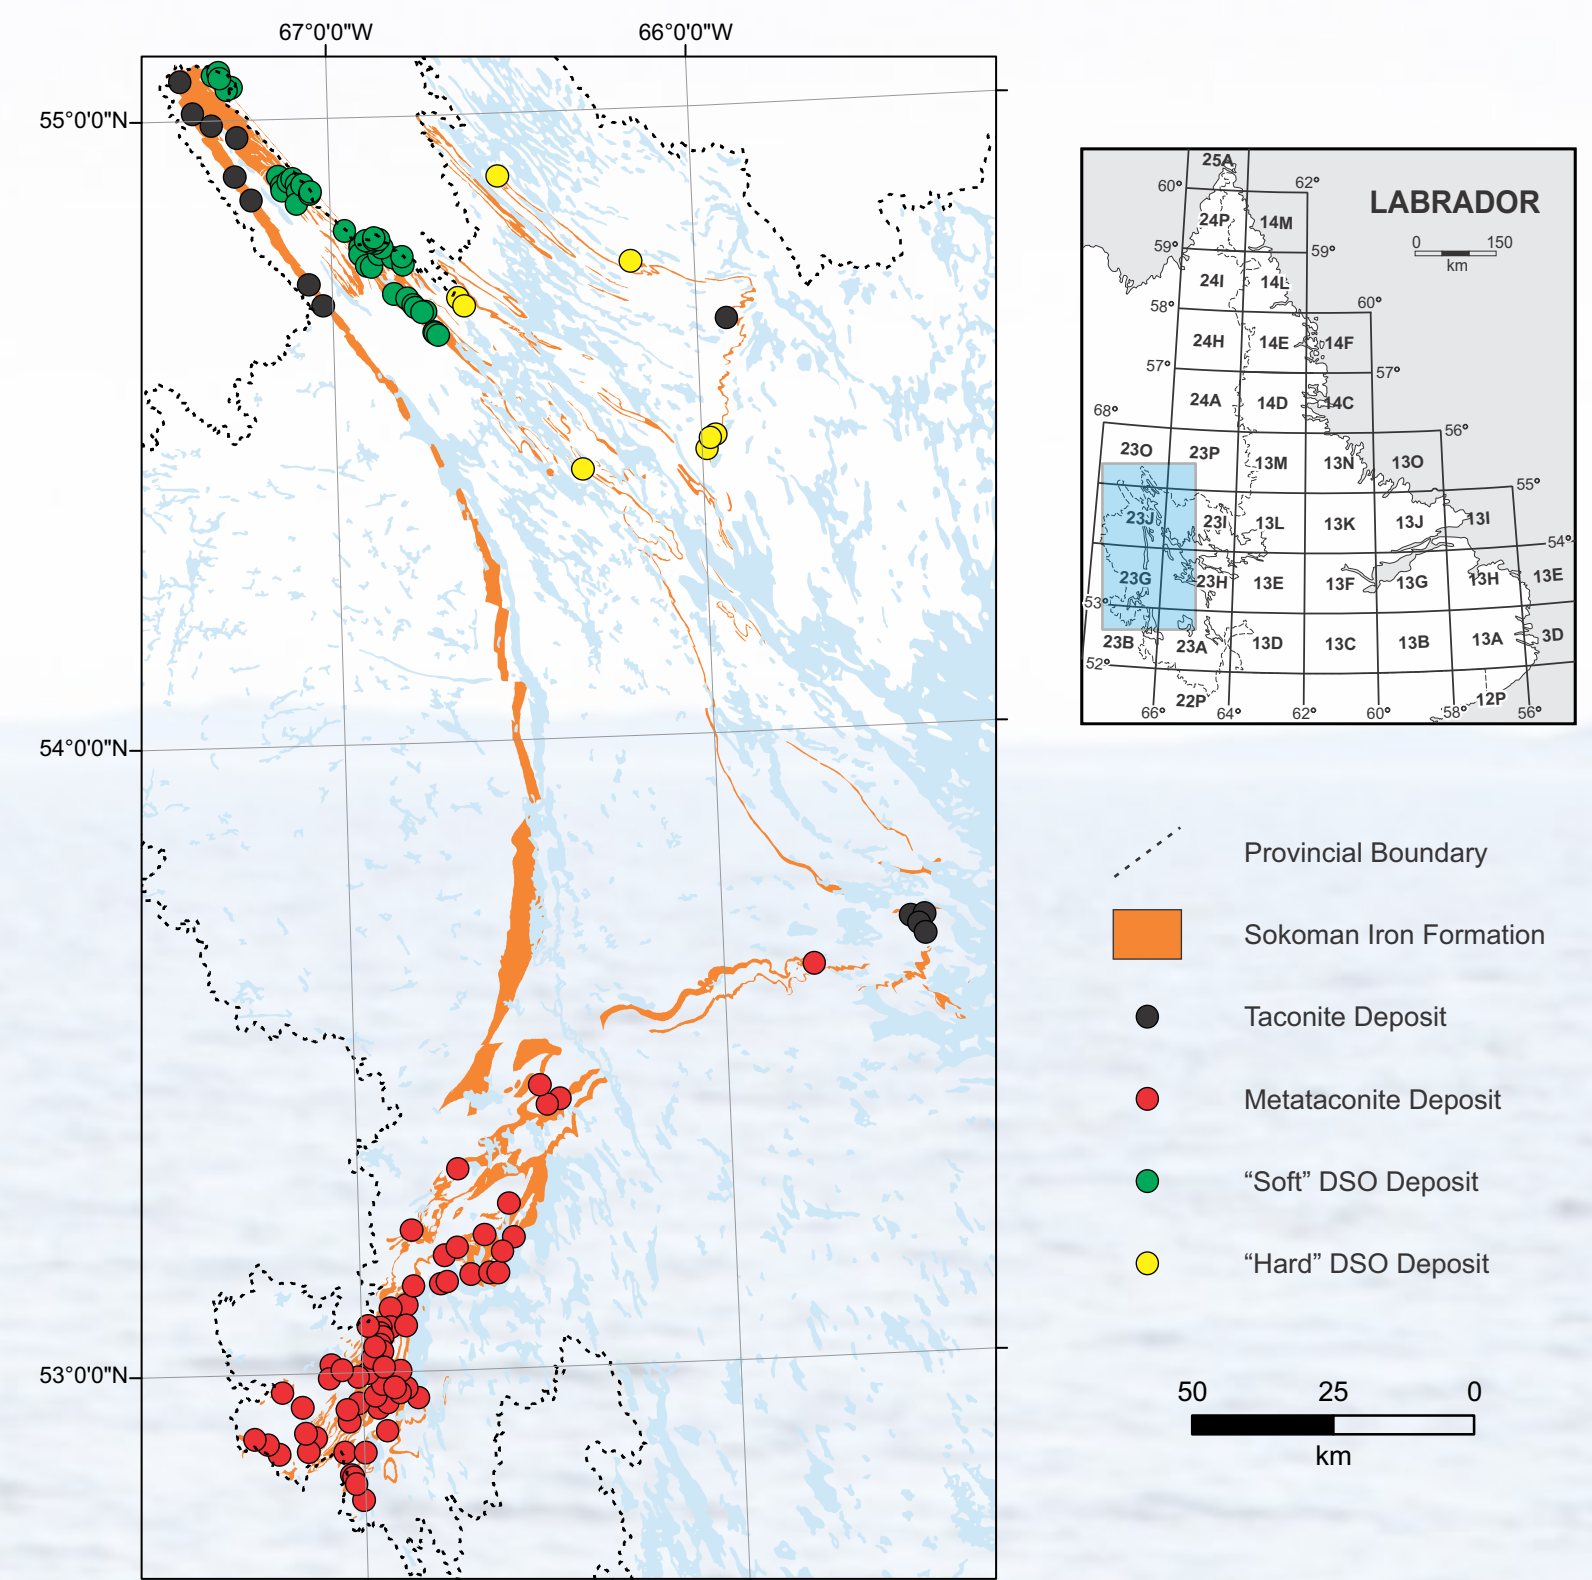 67°0'0"W
66°0'0"W
55°0'0"N
54°0'0"N
53°0'0"N
LABRADOR
0 150
km
25A
60°
62°
24P
14M
59°
59°
24I
14L
58°
60°
24H
14E
14F
57°
57°
24A
14D
14C
68°
56°
23O
23P
13M
13N
13O
55°
23J
23I
13L
13K
13J
13I
54°
23G
23H
13E
13F
13G
13H
13E
53°
23B
23A
13D
13C
13B
13A
3D
52°
22P
12P
66°
64°
62°
60°
58°
56°
Provincial Boundary
Sokoman Iron Formation
Taconite Deposit
Metataconite Deposit
“Soft” DSO Deposit
“Hard” DSO Deposit
50 25 0
km